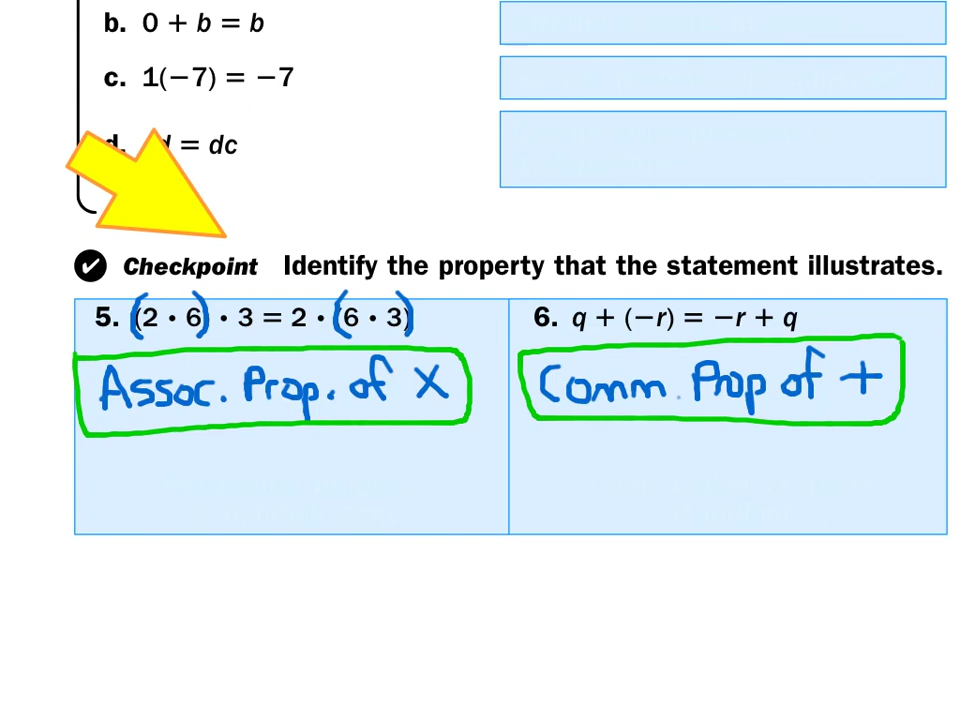 b. 0 + b = b
c. 1(−7) = −7
d. = dc
Checkpoint Identify the property that the statement illustrates.
5. (2 · 6) · 3 = 2 · (6 · 3)
6. q + (−r) = −r + q
Assoc. Prop. of X
Comm. Prop of +